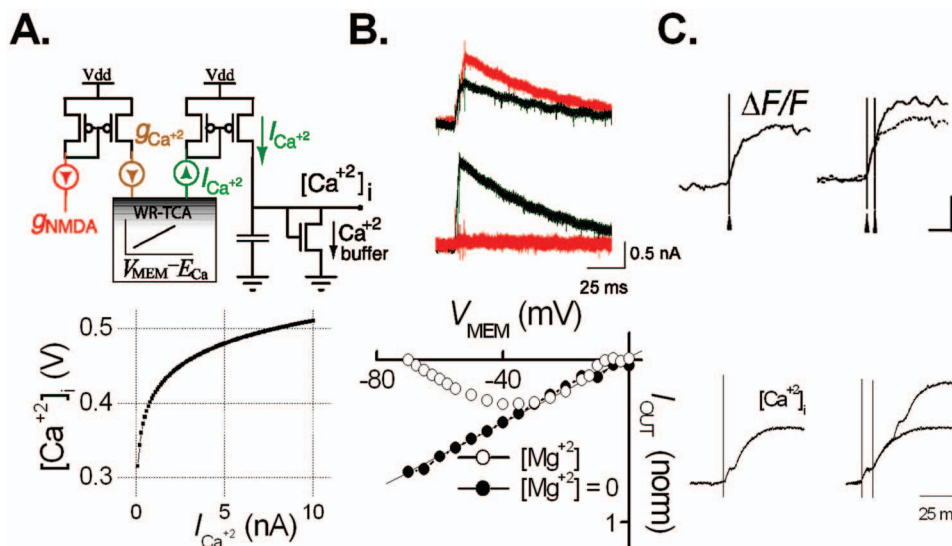 A.
Vdd
Vdd
gCa+2
ICa+2
ICa+2
[Ca+2]i
gNMDA
WR-TCA
VMEM–ECa
Ca+2
buffer
0.5
0.4
0.3
[Ca+2]i (V)
0
5
10
ICa+2 (nA)
B.
0.5 nA
25 ms
VMEM (mV)
-80
-40
IOUT (norm)
[Mg+2]
[Mg+2] = 0
0
1
C.
ΔF/F
[Ca+2]i
25 m